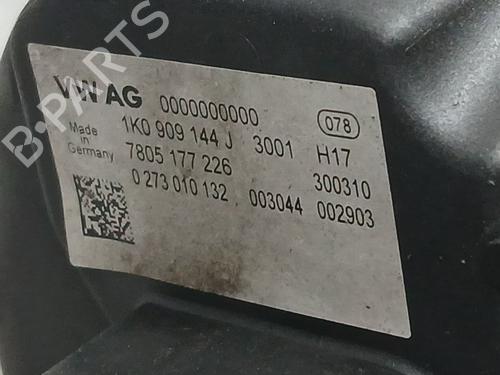 VW AG 0000000000 078
Made in Germany
1K0 909 144 J 3001 H17
7805 177 226 300310
0 273 010 132 003044 002903
B-PARTS